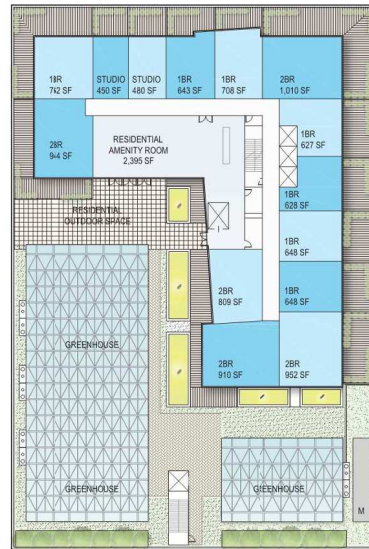 1BR
742 SF
STUDIO
450 SF
STUDIO
480 SF
1BR
643 SF
1BR
708 SF
2BR
1,010 SF
2BR
944 SF
RESIDENTIAL
AMENITY ROOM
2,395 SF
1BR
627 SF
1BR
628 SF
RESIDENTIAL
OUTDOOR SPACE
1BR
648 SF
2BR
809 SF
1BR
648 SF
GREENHOUSE
2BR
910 SF
2BR
952 SF
GREENHOUSE
GREENHOUSE
M